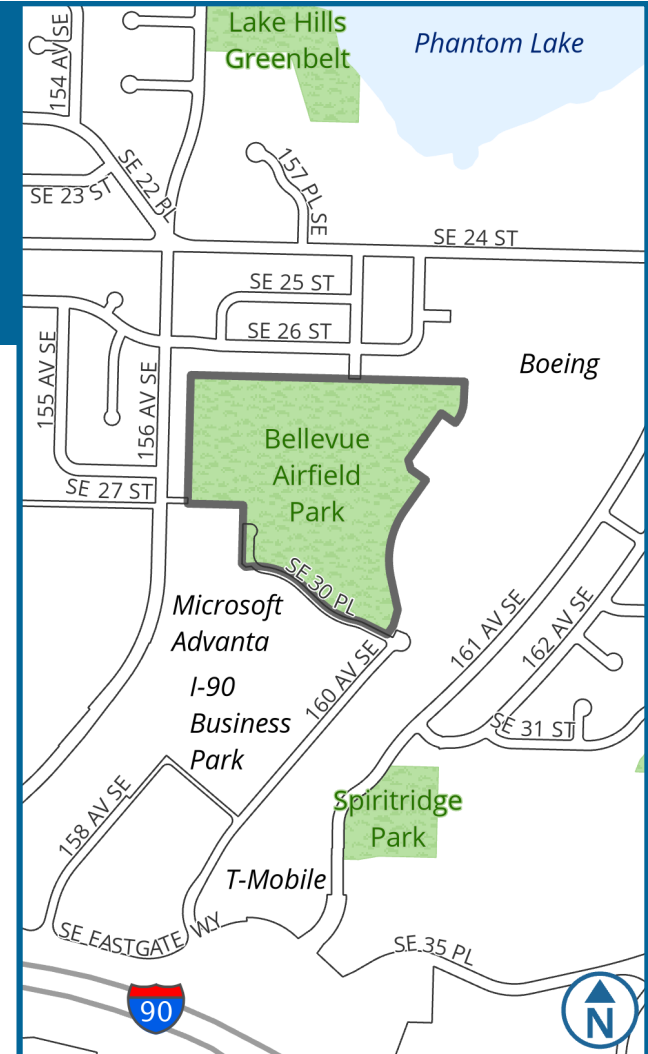 Lake Hills
Greenbelt
Phantom Lake
154 AV SE
SE 22 PL
157 PL SE
SE 23 ST
SE 24 ST
SE 25 ST
SE 26 ST
Boeing
155 AV SE
156 AV SE
Bellevue
Airfield
Park
SE 27 ST
SE 30 PL
Microsoft
Advanta
161 AV SE
162 AV SE
160 AV SE
I-90
Business
Park
SE 31 ST
158 AV SE
Spiritridge
Park
T-Mobile
SE EASTGATE WY
SE 35 PL
90
N